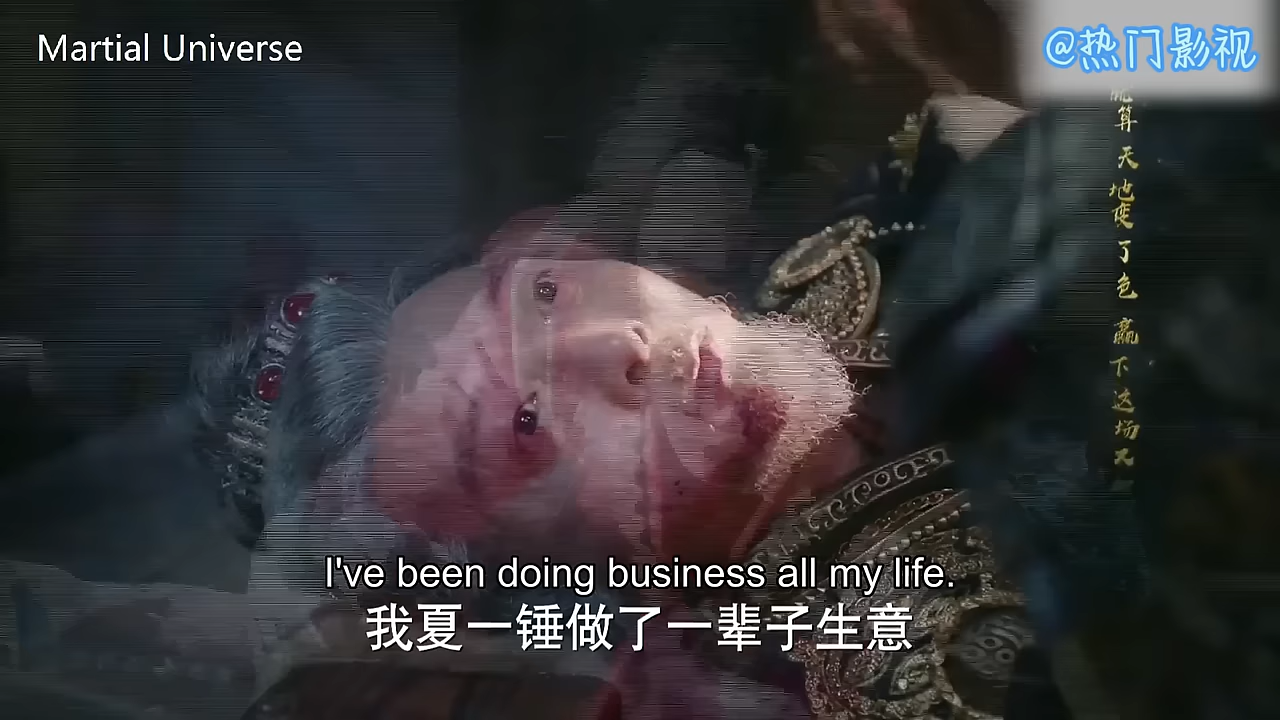 Martial Universe
@热门影视
算天地变了色 赢下这场又
I've been doing business all my life.
我夏一锤做了一辈子生意